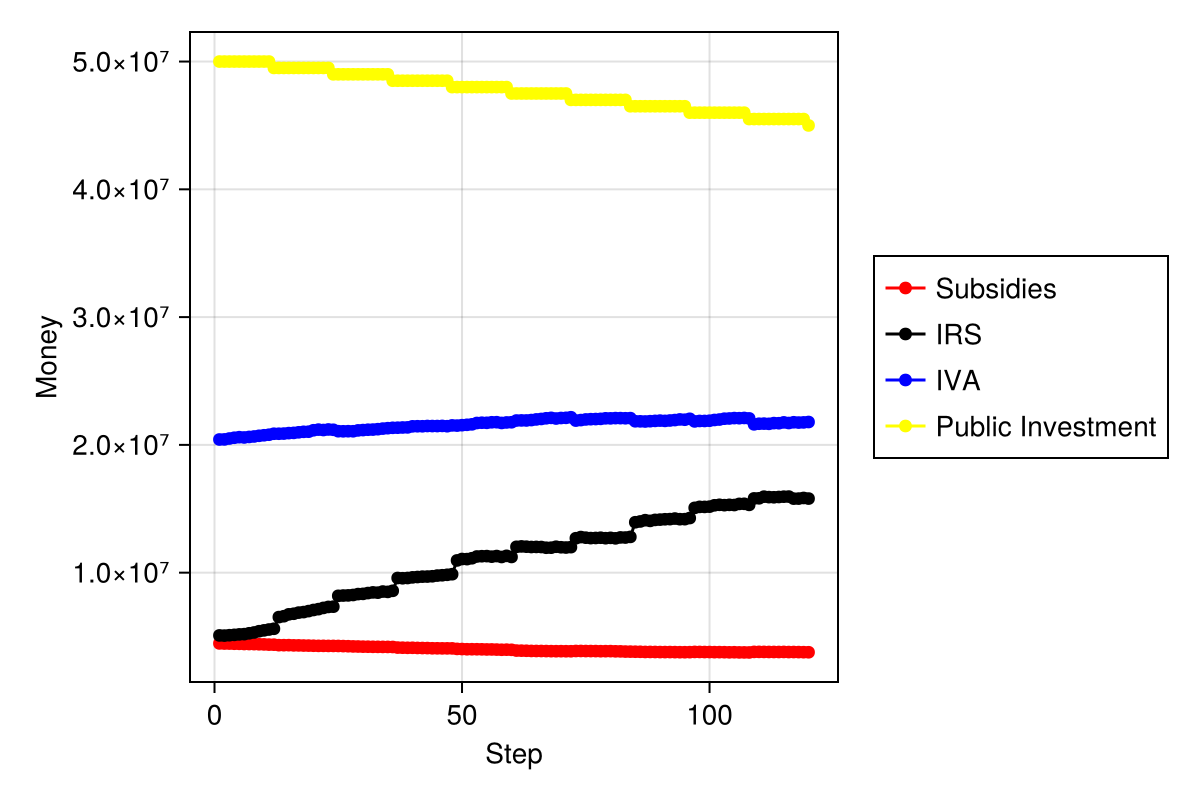 5.0×10⁷
4.0×10⁷
3.0×10⁷
2.0×10⁷
1.0×10⁷
Money
0
50
100
Step
Subsidies
IRS
IVA
Public Investment